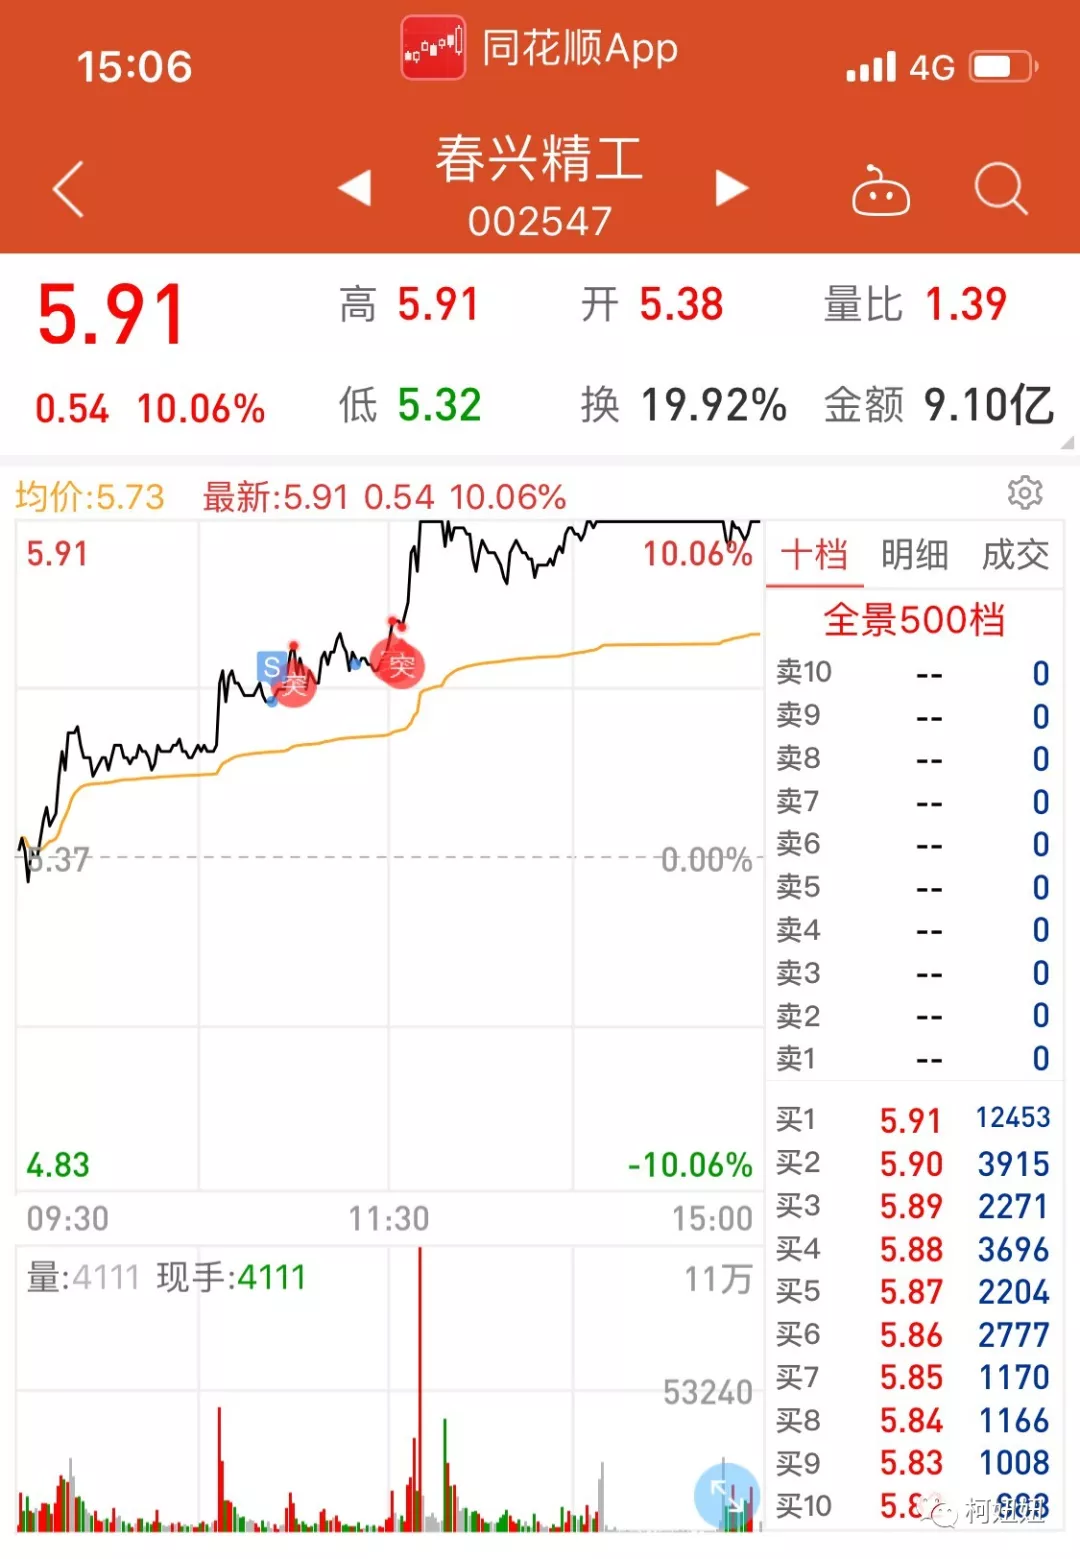 15:06
同花顺App
4G
春兴精工
002547
5.91 高 5.91 开 5.38 量比 1.39
0.54 10.06% 低 5.32 换 19.92% 金额 9.10亿
均价:5.73 最新:5.91 0.54 10.06%
5.91 10.06%
十档 明细 成交
全景500档
S 突 突
5.37 0.00%
4.83 -10.06%
09:30 11:30 15:00
量:4111 现手:4111 11万
53240
卖10 -- 0
卖9 -- 0
卖8 -- 0
卖7 -- 0
卖6 -- 0
卖5 -- 0
卖4 -- 0
卖3 -- 0
卖2 -- 0
卖1 -- 0
买1 5.91 12453
买2 5.90 3915
买3 5.89 2271
买4 5.88 3696
买5 5.87 2204
买6 5.86 2777
买7 5.85 1170
买8 5.84 1166
买9 5.83 1008
买10
柯妞妞